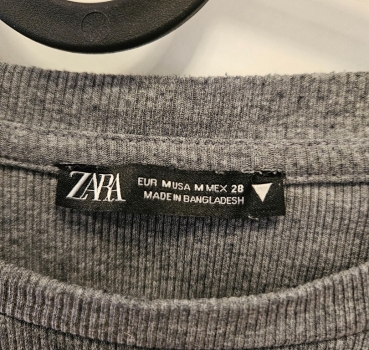 ZARA
EUR M USA M MEX 28
MADE IN BANGLADESH